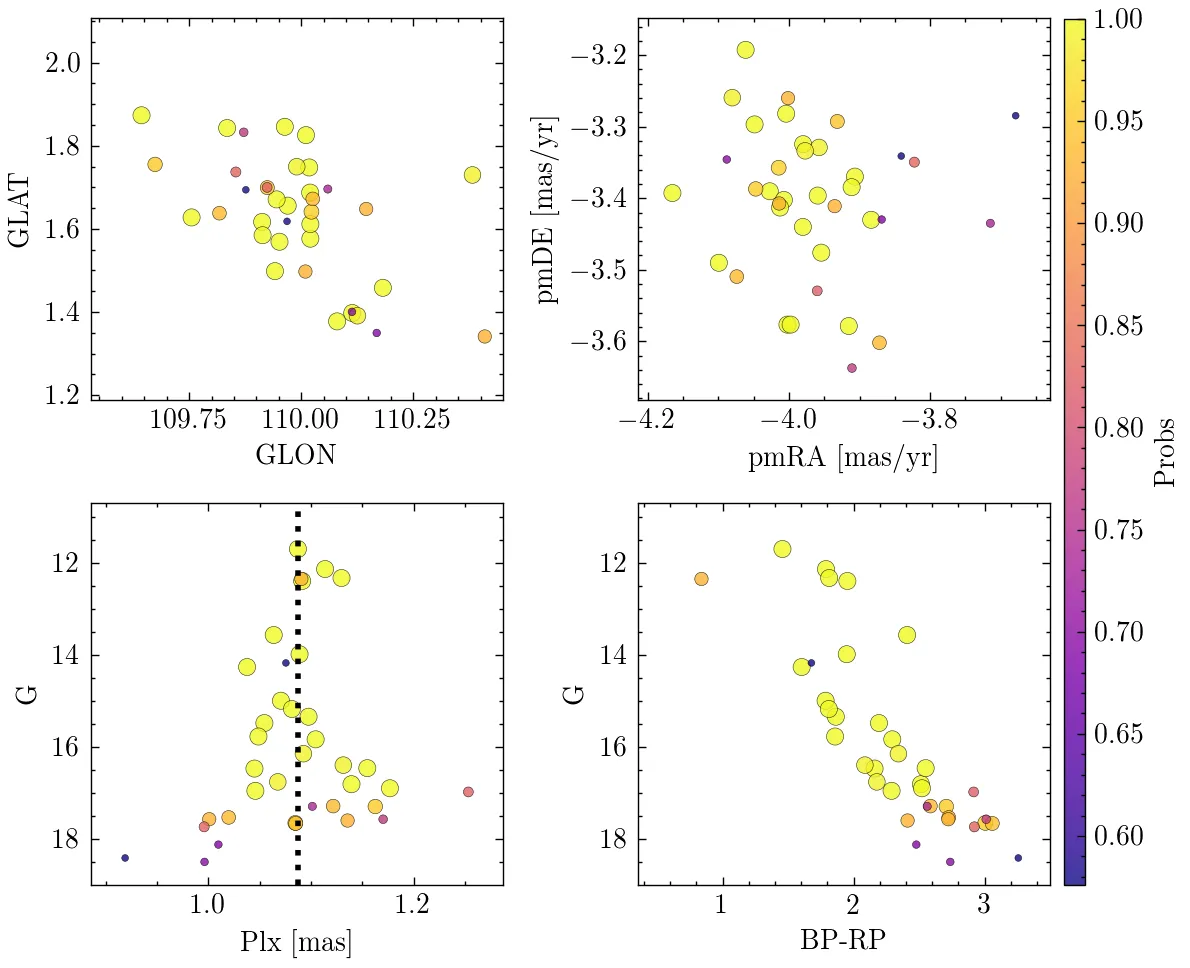 2.0
1.8
1.6
1.4
1.2
GLAT
109.75 110.00 110.25
GLON
−3.2
−3.3
−3.4
−3.5
−3.6
pmDE [mas/yr]
−4.2 −4.0 −3.8
pmRA [mas/yr]
12
14
16
18
G
1.0 1.2
Plx [mas]
12
14
16
18
G
1 2 3
BP-RP
1.00
0.95
0.90
0.85
0.80
0.75
0.70
0.65
0.60
Probs